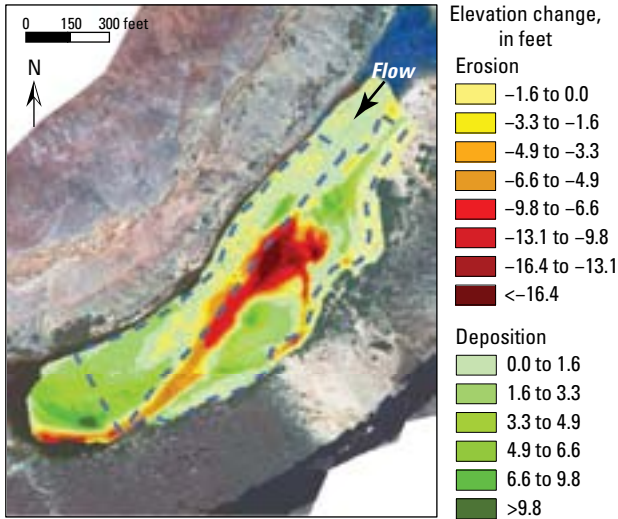 0 150 300 feet
N
Flow
Elevation change,
in feet
Erosion
−1.6 to 0.0
−3.3 to −1.6
−4.9 to −3.3
−6.6 to −4.9
−9.8 to −6.6
−13.1 to −9.8
−16.4 to −13.1
<−16.4
Deposition
0.0 to 1.6
1.6 to 3.3
3.3 to 4.9
4.9 to 6.6
6.6 to 9.8
>9.8